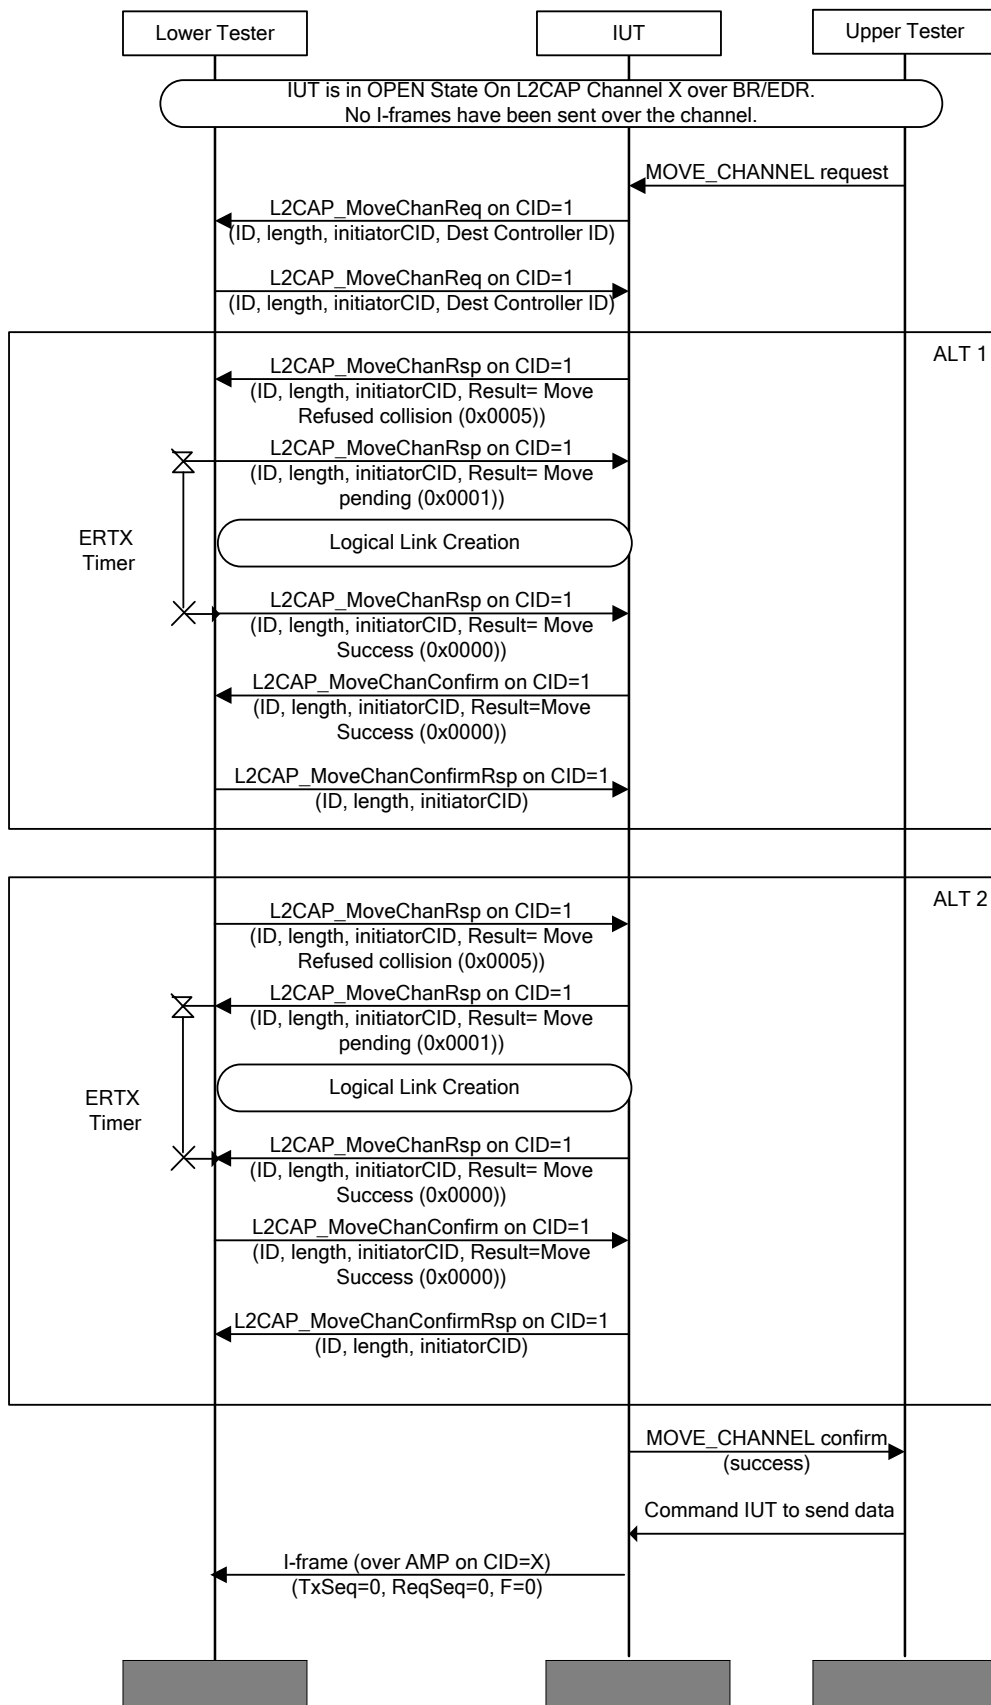 Lower Tester
IUT
Upper Tester
IUT is in OPEN State On L2CAP Channel X over BR/EDR.
No I-frames have been sent over the channel.
MOVE_CHANNEL request
L2CAP_MoveChanReq on CID=1
(ID, length, initiatorCID, Dest Controller ID)
L2CAP_MoveChanReq on CID=1
(ID, length, initiatorCID, Dest Controller ID)
ALT 1
L2CAP_MoveChanRsp on CID=1
(ID, length, initiatorCID, Result= Move
Refused collision (0x0005))
L2CAP_MoveChanRsp on CID=1
(ID, length, initiatorCID, Result= Move
pending (0x0001))
ERTX
Timer
Logical Link Creation
L2CAP_MoveChanRsp on CID=1
(ID, length, initiatorCID, Result= Move
Success (0x0000))
L2CAP_MoveChanConfirm on CID=1
(ID, length, initiatorCID, Result=Move
Success (0x0000))
L2CAP_MoveChanConfirmRsp on CID=1
(ID, length, initiatorCID)
ALT 2
L2CAP_MoveChanRsp on CID=1
(ID, length, initiatorCID, Result= Move
Refused collision (0x0005))
L2CAP_MoveChanRsp on CID=1
(ID, length, initiatorCID, Result= Move
pending (0x0001))
ERTX
Timer
Logical Link Creation
L2CAP_MoveChanRsp on CID=1
(ID, length, initiatorCID, Result= Move
Success (0x0000))
L2CAP_MoveChanConfirm on CID=1
(ID, length, initiatorCID, Result=Move
Success (0x0000))
L2CAP_MoveChanConfirmRsp on CID=1
(ID, length, initiatorCID)
MOVE_CHANNEL confirm
(success)
Command IUT to send data
I-frame (over AMP on CID=X)
(TxSeq=0, ReqSeq=0, F=0)